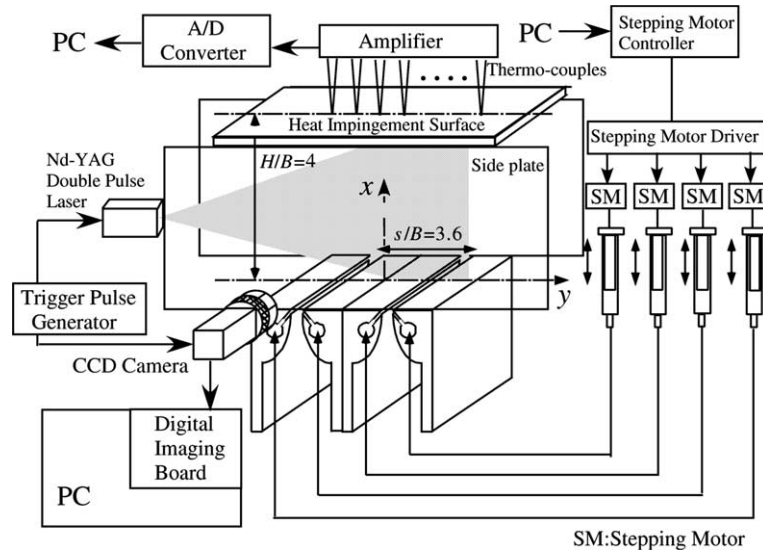 PC
A/D
Converter
Amplifier
PC
Stepping Motor
Controller
Thermo-couples
Heat Impingement Surface
Stepping Motor Driver
Nd-YAG
Double Pulse
Laser
H/B=4
Side plate
SM
SM
SM
SM
x
s/B=3.6
y
Trigger Pulse
Generator
CCD Camera
Digital
Imaging
Board
PC
SM:Stepping Motor